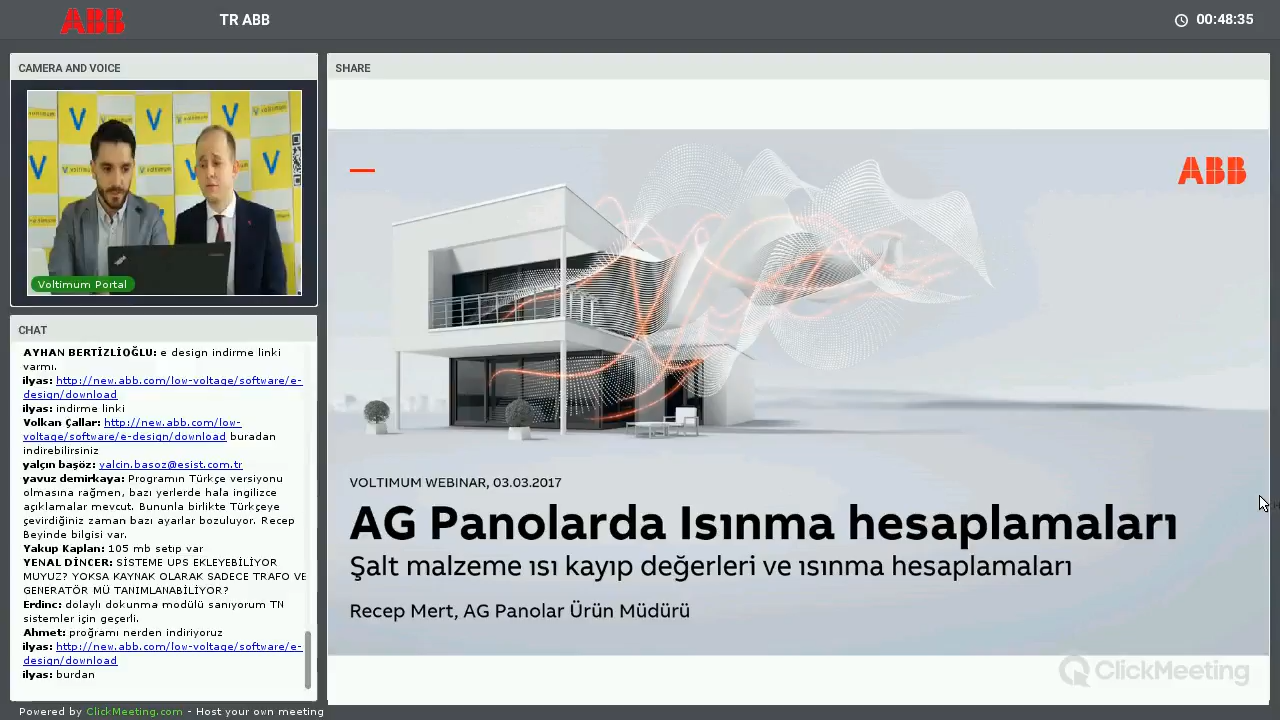 ABB
TR ABB
00:48:35
CAMERA AND VOICE
SHARE
Voltimum Portal
CHAT
AYHAN BERTİZLİOĞLU: e design indirme linki
varmı.
ilyas: http://new.abb.com/low-voltage/software/e-
design/download
ilyas: indirme linki
Volkan Çallar: http://new.abb.com/low-
voltage/software/e-design/download buradan
indirebilirsiniz
yalçın başöz: yalcin.basoz@esist.com.tr
yavuz demirkaya: Programın Türkçe versiyonu
olmasına rağmen, bazı yerlerde hala ingilizce
açıklamalar mevcut. Bununla birlikte Türkçeye
çevirdiğiniz zaman bazı ayarlar bozuluyor. Recep
Beyinde bilgisi var.
Yakup Kaplan: 105 mb setıp var
YENAL DİNCER: SİSTEME UPS EKLEYEBİLİYOR
MUYUZ? YOKSA KAYNAK OLARAK SADECE TRAFO VE
GENERATÖR MÜ TANIMLANABİLİYOR?
Erdinc: dolaylı dokunma modülü sanıyorum TN
sistemler için geçerli.
Ahmet: proğramı nerden indiriyoruz
ilyas: http://new.abb.com/low-voltage/software/e-
design/download
ilyas: burdan
ABB
VOLTIMUM WEBINAR, 03.03.2017
AG Panolarda Isınma hesaplamaları
Şalt malzeme ısı kayıp değerleri ve ısınma hesaplamaları
Recep Mert, AG Panolar Ürün Müdürü
ClickMeeting
Powered by ClickMeeting.com - Host your own meeting